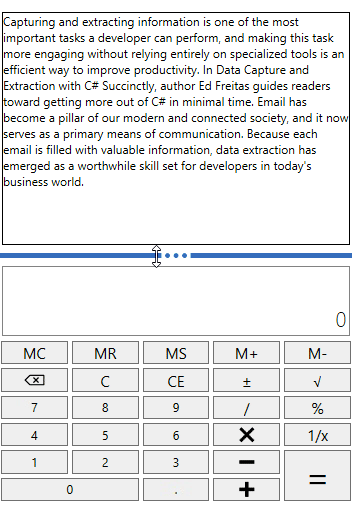 Capturing and extracting information is one of the most
important tasks a developer can perform, and making this task
more engaging without relying entirely on specialized tools is an
efficient way to improve productivity. In Data Capture and
Extraction with C# Succinctly, author Ed Freitas guides readers
toward getting more out of C# in minimal time. Email has
become a pillar of our modern and connected society, and it now
serves as a primary means of communication. Because each
email is filled with valuable information, data extraction has
emerged as a worthwhile skill set for developers in today's
business world.
0
MC MR MS M+ M-
C CE ± √
7 8 9 / %
4 5 6 × 1/x
1 2 3 − =
0 . +